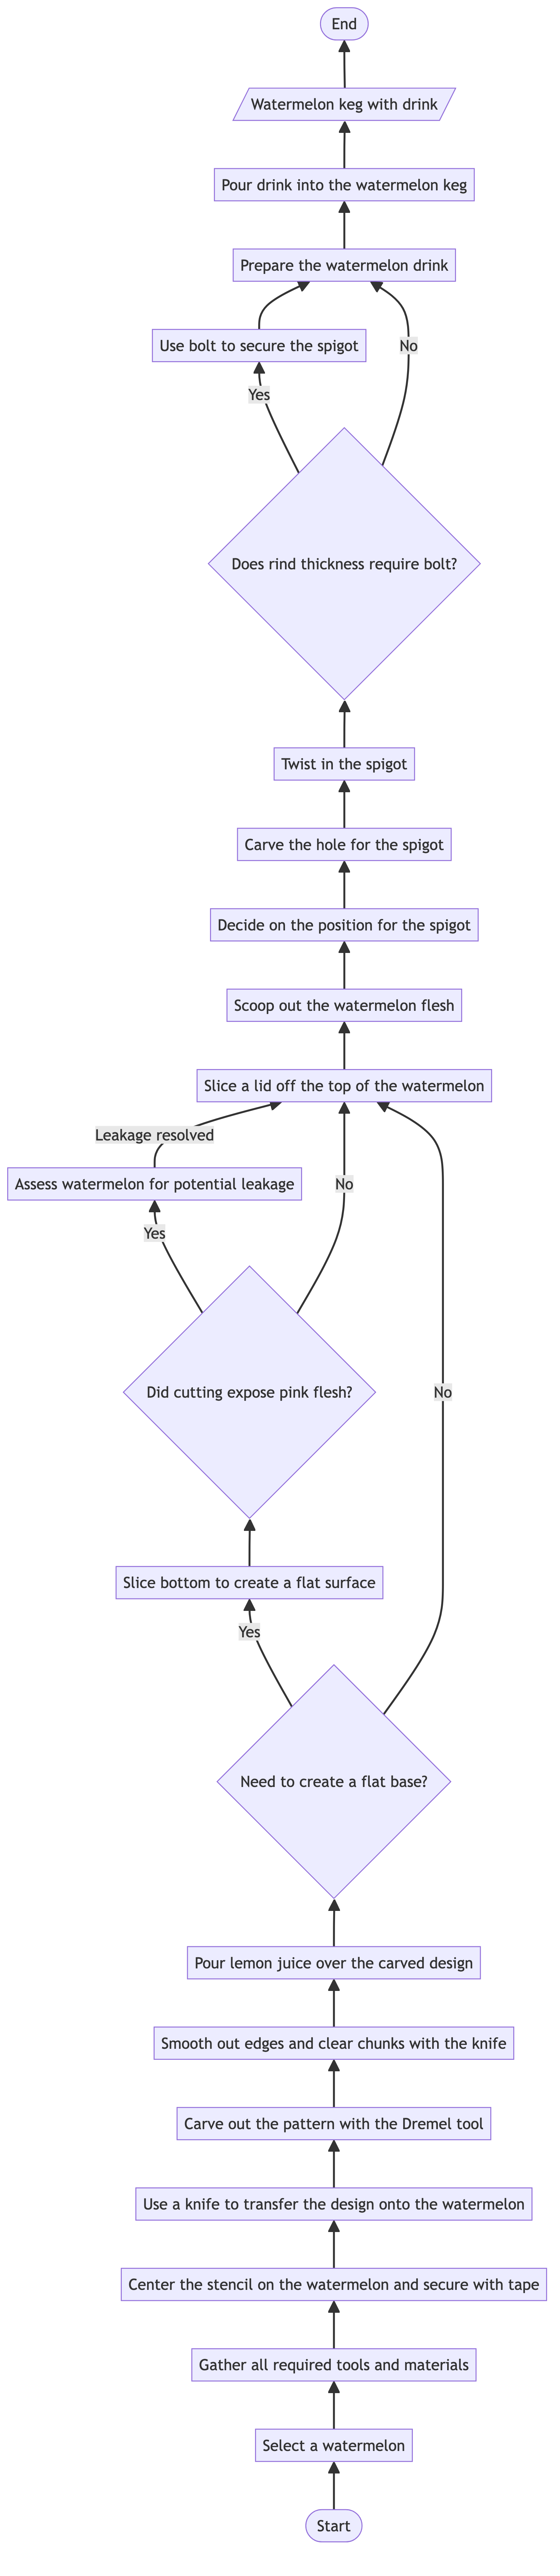 End
Watermelon keg with drink
Pour drink into the watermelon keg
Prepare the watermelon drink
Use bolt to secure the spigot
No
Yes
Does rind thickness require bolt?
Twist in the spigot
Carve the hole for the spigot
Decide on the position for the spigot
Scoop out the watermelon flesh
Slice a lid off the top of the watermelon
Leakage resolved
Assess watermelon for potential leakage
No
Yes
Did cutting expose pink flesh?
No
Slice bottom to create a flat surface
Yes
Need to create a flat base?
Pour lemon juice over the carved design
Smooth out edges and clear chunks with the knife
Carve out the pattern with the Dremel tool
Use a knife to transfer the design onto the watermelon
Center the stencil on the watermelon and secure with tape
Gather all required tools and materials
Select a watermelon
Start